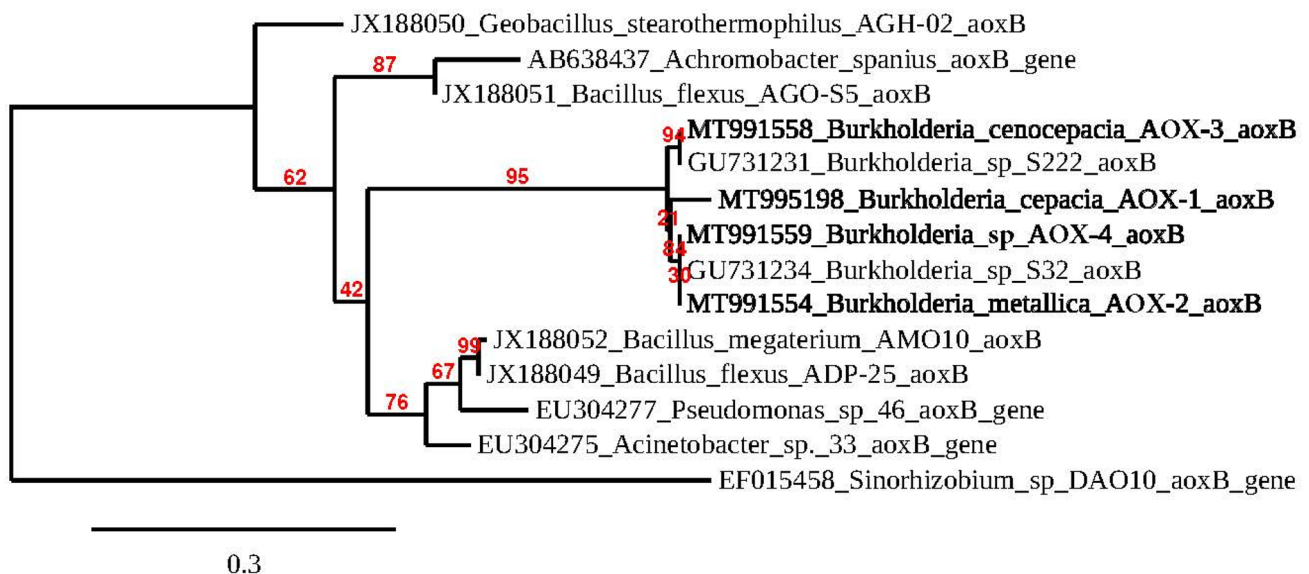 JX188050_Geobacillus_stearothermophilus_AGH-02_aoxB
87
AB638437_Achromobacter_spanius_aoxB_gene
JX188051_Bacillus_flexus_AGO-S5_aoxB
94
MT991558_Burkholderia_cenocepacia_AOX-3_aoxB
GU731231_Burkholderia_sp_S222_aoxB
62
95
MT995198_Burkholderia_cepacia_AOX-1_aoxB
21
MT991559_Burkholderia_sp_AOX-4_aoxB
84
GU731234_Burkholderia_sp_S32_aoxB
30
42
MT991554_Burkholderia_metallica_AOX-2_aoxB
99
JX188052_Bacillus_megaterium_AMO10_aoxB
67
JX188049_Bacillus_flexus_ADP-25_aoxB
76
EU304277_Pseudomonas_sp_46_aoxB_gene
EU304275_Acinetobacter_sp._33_aoxB_gene
EF015458_Sinorhizobium_sp_DAO10_aoxB_gene
0.3